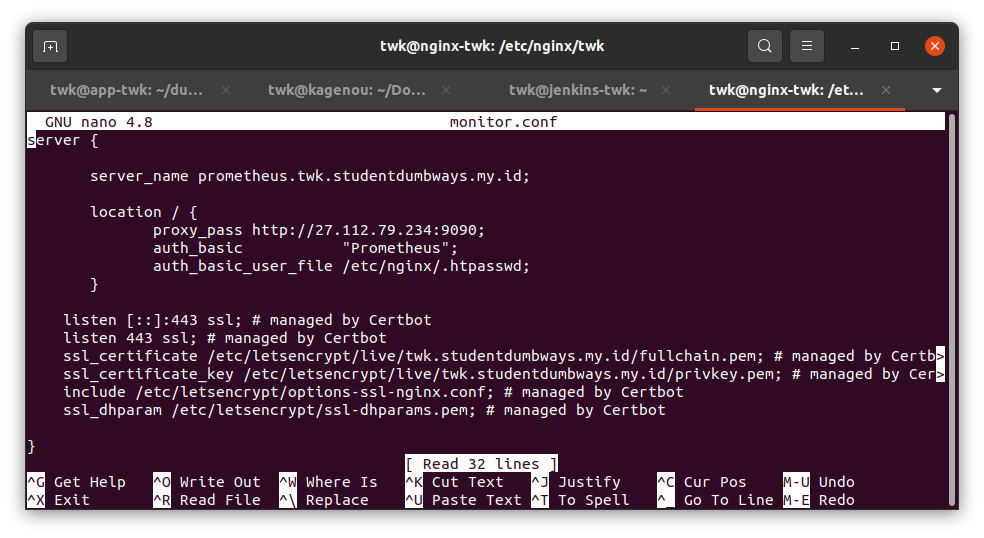 twk@nginx-twk: /etc/nginx/twk
twk@app-twk: ~/du... × twk@kagenou: ~/Do... × twk@jenkins-twk: ~ × twk@nginx-twk: /et... ×
GNU nano 4.8 monitor.conf
server {
server_name prometheus.twk.studentdumbways.my.id;
location / {
proxy_pass http://27.112.79.234:9090;
auth_basic "Prometheus";
auth_basic_user_file /etc/nginx/.htpasswd;
}
listen [::]:443 ssl; # managed by Certbot
listen 443 ssl; # managed by Certbot
ssl_certificate /etc/letsencrypt/live/twk.studentdumbways.my.id/fullchain.pem; # managed by Certb>
ssl_certificate_key /etc/letsencrypt/live/twk.studentdumbways.my.id/privkey.pem; # managed by Cer>
include /etc/letsencrypt/options-ssl-nginx.conf; # managed by Certbot
ssl_dhparam /etc/letsencrypt/ssl-dhparams.pem; # managed by Certbot
}
[ Read 32 lines ]
^G Get Help ^O Write Out ^W Where Is ^K Cut Text ^J Justify ^C Cur Pos M-U Undo
^X Exit ^R Read File ^\ Replace ^U Paste Text ^T To Spell ^_ Go To Line M-E Redo